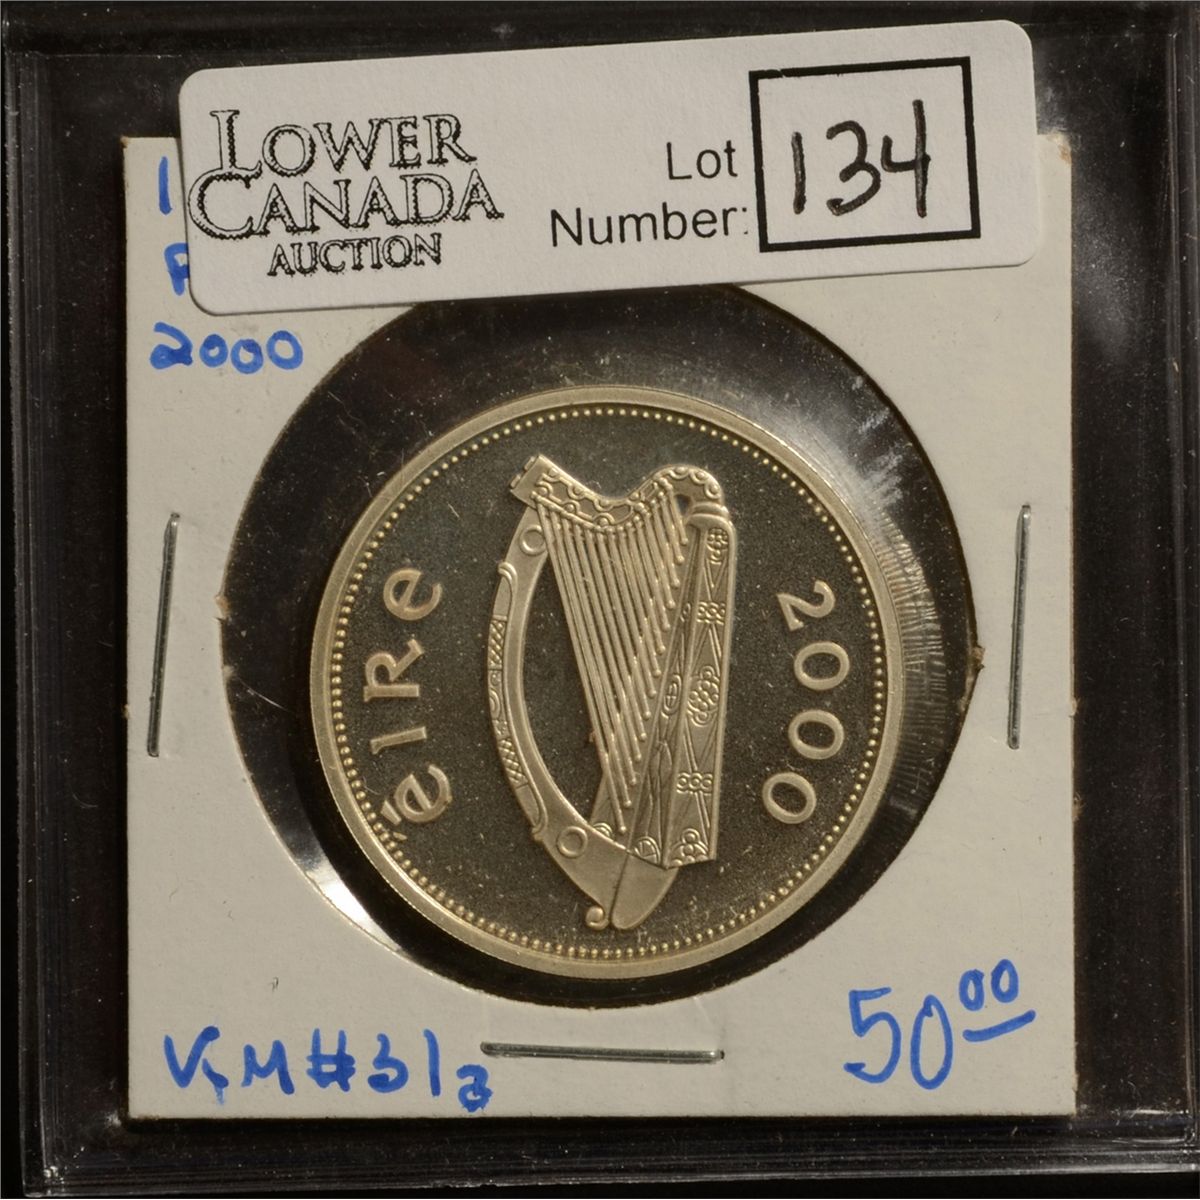 LOWER
CANADA
AUCTION
Lot
Number:
134
2000
éIRe
2000
50.00